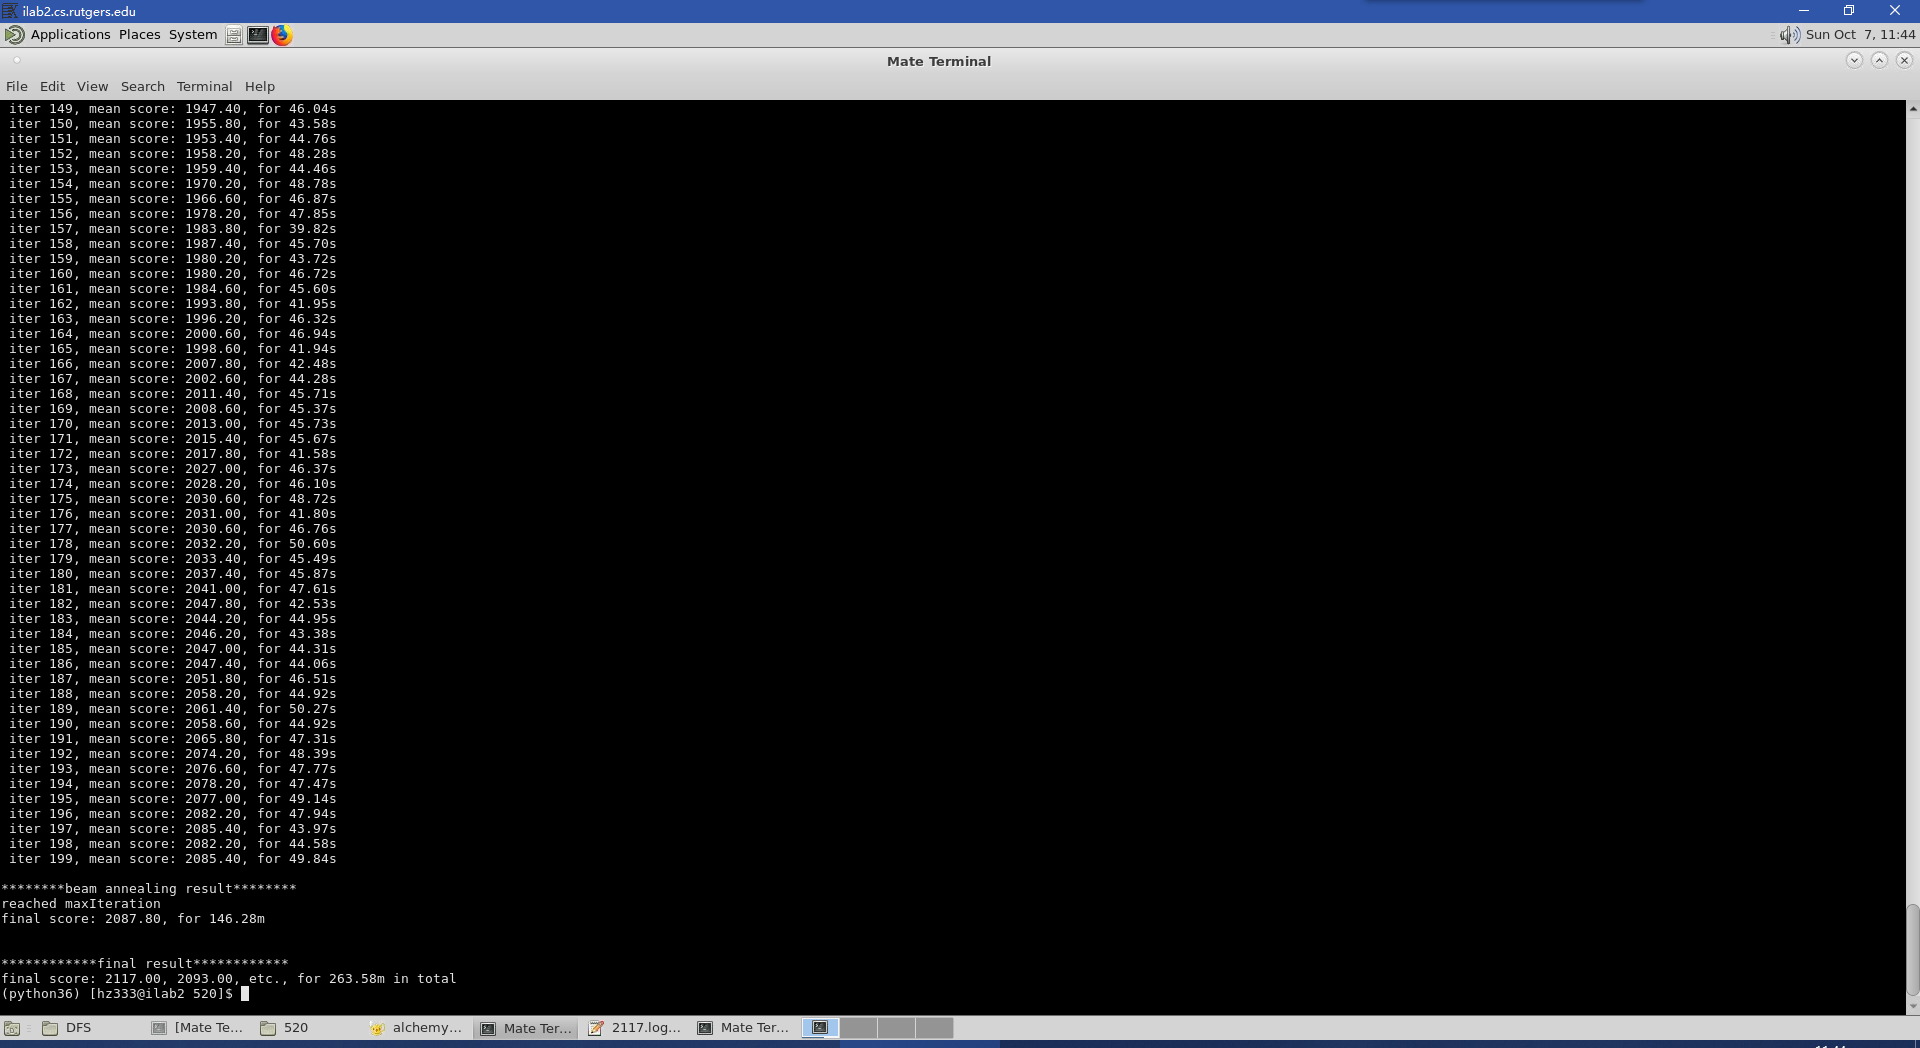 ilab2.cs.rutgers.edu
Applications Places System
Sun Oct 7, 11:44
Mate Terminal
File Edit View Search Terminal Help
iter 149, mean score: 1947.40, for 46.04s
iter 150, mean score: 1955.80, for 43.58s
iter 151, mean score: 1953.40, for 44.76s
iter 152, mean score: 1958.20, for 48.28s
iter 153, mean score: 1959.40, for 44.46s
iter 154, mean score: 1970.20, for 48.78s
iter 155, mean score: 1966.60, for 46.87s
iter 156, mean score: 1978.20, for 47.85s
iter 157, mean score: 1983.80, for 39.82s
iter 158, mean score: 1987.40, for 45.70s
iter 159, mean score: 1980.20, for 43.72s
iter 160, mean score: 1980.20, for 46.72s
iter 161, mean score: 1984.60, for 45.60s
iter 162, mean score: 1993.80, for 41.95s
iter 163, mean score: 1996.20, for 46.32s
iter 164, mean score: 2000.60, for 46.94s
iter 165, mean score: 1998.60, for 41.94s
iter 166, mean score: 2007.80, for 42.48s
iter 167, mean score: 2002.60, for 44.28s
iter 168, mean score: 2011.40, for 45.71s
iter 169, mean score: 2008.60, for 45.37s
iter 170, mean score: 2013.00, for 45.73s
iter 171, mean score: 2015.40, for 45.67s
iter 172, mean score: 2017.80, for 41.58s
iter 173, mean score: 2027.00, for 46.37s
iter 174, mean score: 2028.20, for 46.10s
iter 175, mean score: 2030.60, for 48.72s
iter 176, mean score: 2031.00, for 41.80s
iter 177, mean score: 2030.60, for 46.76s
iter 178, mean score: 2032.20, for 50.60s
iter 179, mean score: 2033.40, for 45.49s
iter 180, mean score: 2037.40, for 45.87s
iter 181, mean score: 2041.00, for 47.61s
iter 182, mean score: 2047.80, for 42.53s
iter 183, mean score: 2044.20, for 44.95s
iter 184, mean score: 2046.20, for 43.38s
iter 185, mean score: 2047.00, for 44.31s
iter 186, mean score: 2047.40, for 44.06s
iter 187, mean score: 2051.80, for 46.51s
iter 188, mean score: 2058.20, for 44.92s
iter 189, mean score: 2061.40, for 50.27s
iter 190, mean score: 2058.60, for 44.92s
iter 191, mean score: 2065.80, for 47.31s
iter 192, mean score: 2074.20, for 48.39s
iter 193, mean score: 2076.60, for 47.77s
iter 194, mean score: 2078.20, for 47.47s
iter 195, mean score: 2077.00, for 49.14s
iter 196, mean score: 2082.20, for 47.94s
iter 197, mean score: 2085.40, for 43.97s
iter 198, mean score: 2082.20, for 44.58s
iter 199, mean score: 2085.40, for 49.84s
********beam annealing result********
reached maxIteration
final score: 2087.80, for 146.28m
************final result************
final score: 2117.00, 2093.00, etc., for 263.58m in total
(python36) [hz333@ilab2 520]$
DFS [Mate Te... 520 alchemy... Mate Ter... 2117.log... Mate Ter...